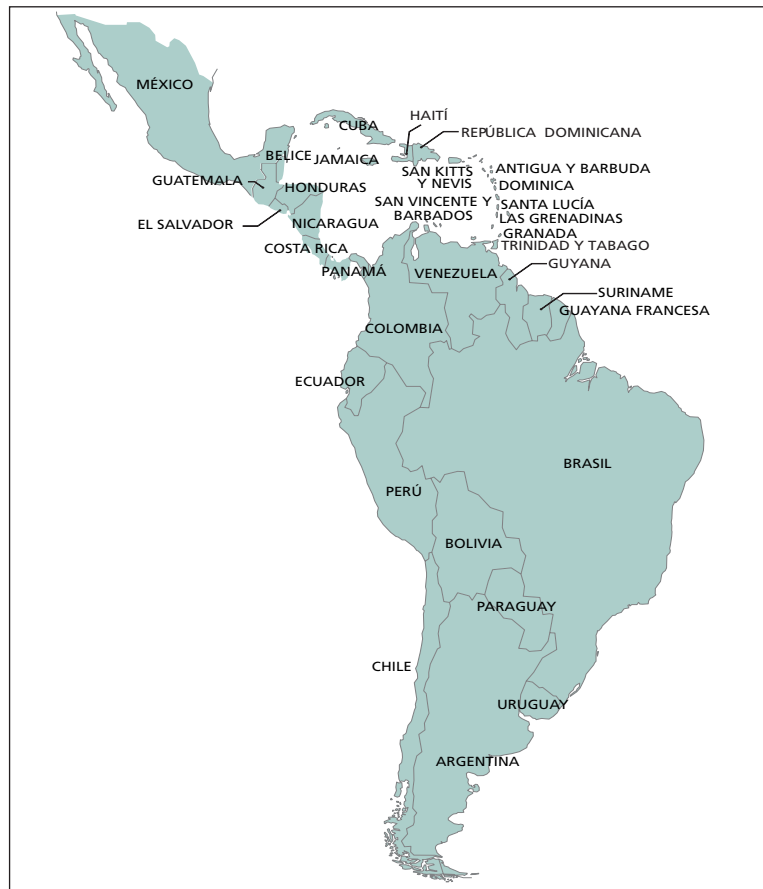 MÉXICO
HAITÍ
CUBA
REPÚBLICA DOMINICANA
BELICE
JAMAICA
SAN KITTS
Y NEVIS
ANTIGUA Y BARBUDA
GUATEMALA
HONDURAS
DOMINICA
SAN VINCENTE Y
BARBADOS
SANTA LUCÍA
EL SALVADOR
NICARAGUA
LAS GRENADINAS
GRANADA
COSTA RICA
TRINIDAD Y TABAGO
PANAMÁ
VENEZUELA
GUYANA
SURINAME
GUAYANA FRANCESA
COLOMBIA
ECUADOR
BRASIL
PERÚ
BOLIVIA
PARAGUAY
CHILE
URUGUAY
ARGENTINA